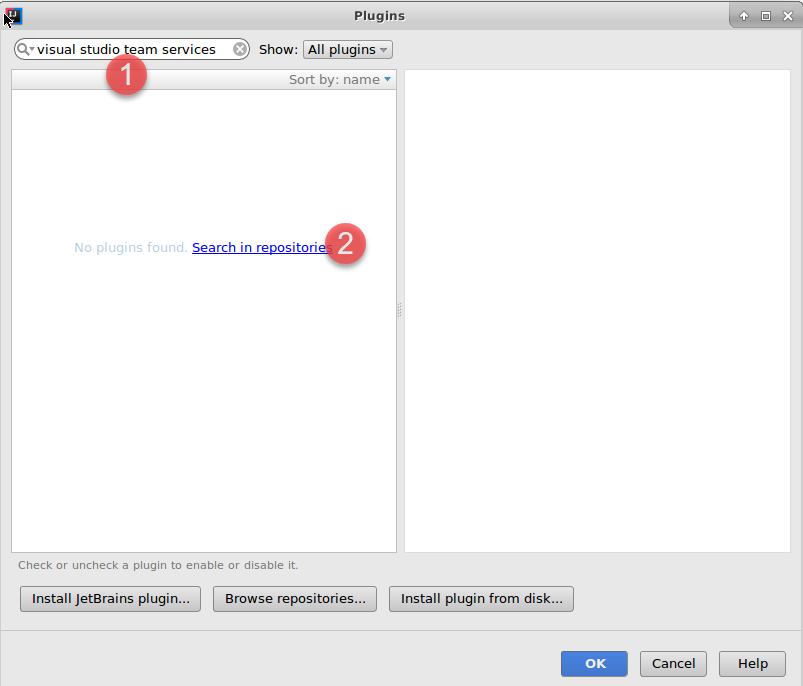 Plugins
visual studio team services Show: All plugins
1
Sort by: name
No plugins found. Search in repositories 2
Check or uncheck a plugin to enable or disable it.
Install JetBrains plugin... Browse repositories... Install plugin from disk...
OK Cancel Help